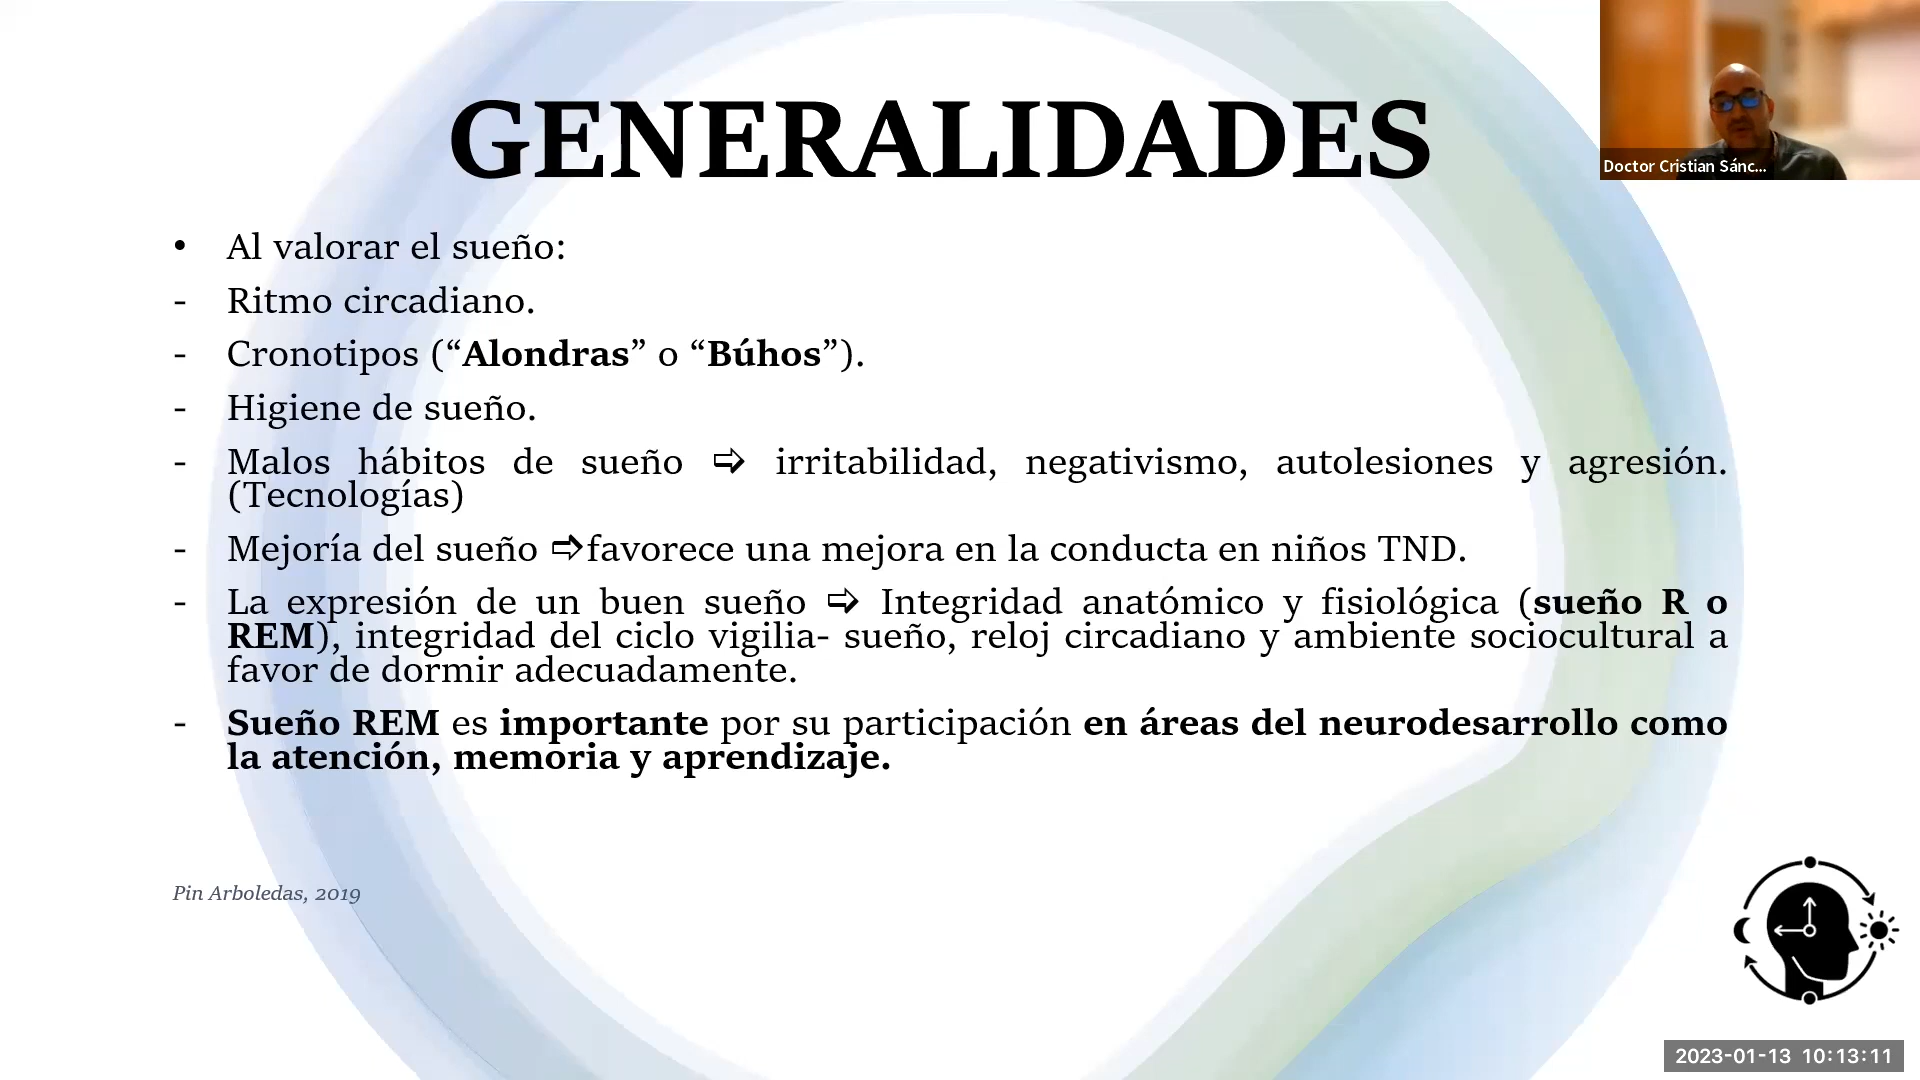 GENERALIDADES
Doctor Cristian Sánc...
• Al valorar el sueño:
- Ritmo circadiano.
- Cronotipos (“Alondras” o “Búhos”).
- Higiene de sueño.
- Malos hábitos de sueño ⇨ irritabilidad, negativismo, autolesiones y agresión.
(Tecnologías)
- Mejoría del sueño ⇨favorece una mejora en la conducta en niños TND.
- La expresión de un buen sueño ⇨ Integridad anatómico y fisiológica (sueño R o
REM), integridad del ciclo vigilia- sueño, reloj circadiano y ambiente sociocultural a
favor de dormir adecuadamente.
- Sueño REM es importante por su participación en áreas del neurodesarrollo como
la atención, memoria y aprendizaje.
Pin Arboledas, 2019
2023-01-13 10:13:11